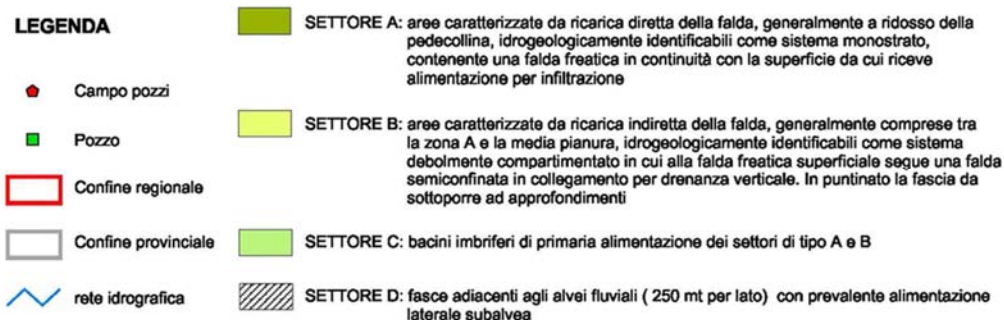 LEGENDA
Campo pozzi
Pozzo
Confine regionale
Confine provinciale
rete idrografica
SETTORE A: aree caratterizzate da ricarica diretta della falda, generalmente a ridosso della
pedecollina, idrogeologicamente identificabili come sistema monostrato,
contenente una falda freatica in continuità con la superficie da cui riceve
alimentazione per infiltrazione
SETTORE B: aree caratterizzate da ricarica indiretta della falda, generalmente comprese tra
la zona A e la media pianura, idrogeologicamente identificabili come sistema
debolmente compartimentato in cui alla falda freatica superficiale segue una falda
semiconfinata in collegamento per drenanza verticale. In puntinato la fascia da
sottoporre ad approfondimenti
SETTORE C: bacini imbriferi di primaria alimentazione dei settori di tipo A e B
SETTORE D: fasce adiacenti agli alvei fluviali ( 250 mt per lato) con prevalente alimentazione
laterale subalvea